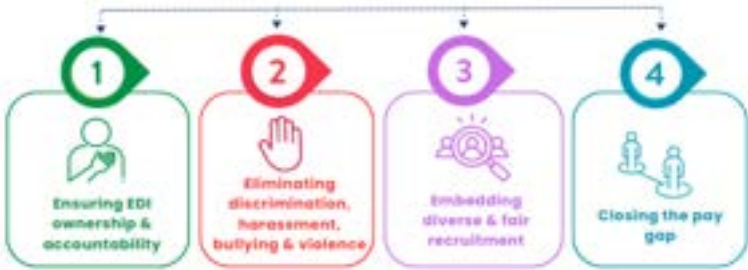 1
2
3
4
Ensuring EDI
ownership &
accountability
Eliminating
discrimination,
harassment,
bullying & violence
Embedding
diverse & fair
recruitment
Closing the pay
gap